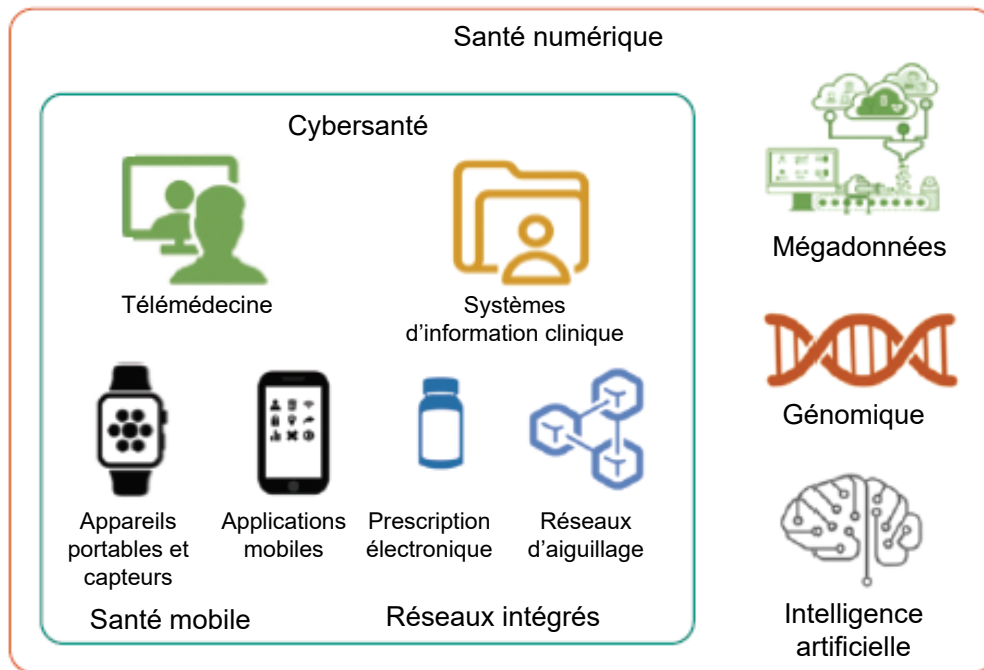 Santé numérique
Cybersanté
Télémédecine
Systèmes
d’information clinique
Appareils
portables et
capteurs
Applications
mobiles
Prescription
électronique
Réseaux
d’aiguillage
Santé mobile
Réseaux intégrés
Mégadonnées
Génomique
Intelligence
artificielle